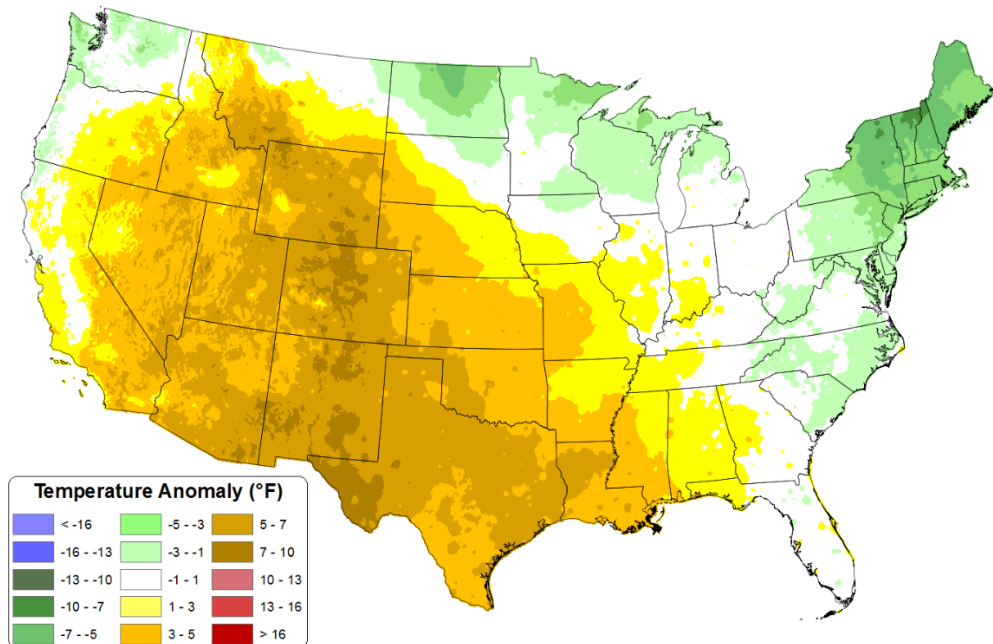 Temperature Anomaly (°F)
< -16 -5 - -3 5 - 7
-16 - -13 -3 - -1 7 - 10
-13 - -10 -1 - 1 10 - 13
-10 - -7 1 - 3 13 - 16
-7 - -5 3 - 5 > 16